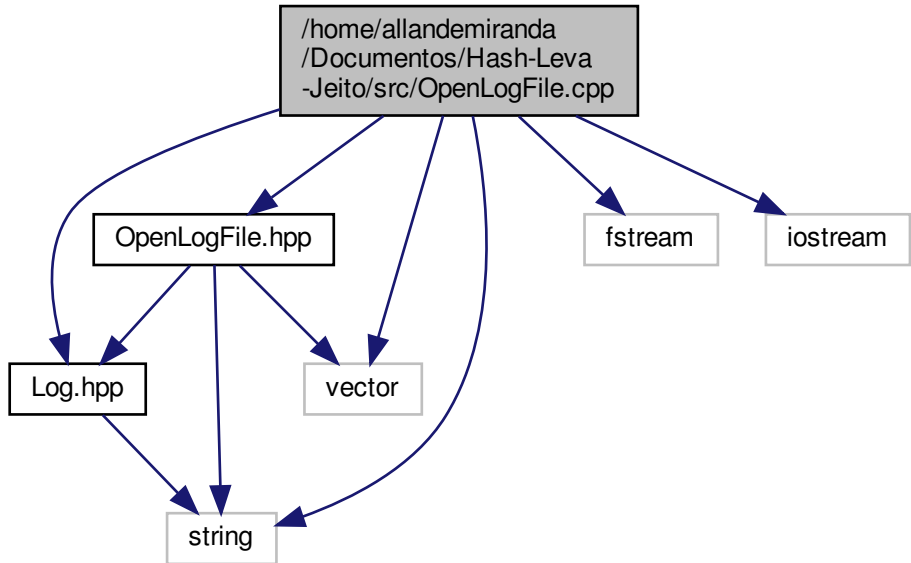 /home/allandemiranda
/Documentos/Hash-Leva
-Jeito/src/OpenLogFile.cpp
OpenLogFile.hpp
fstream
iostream
Log.hpp
vector
string